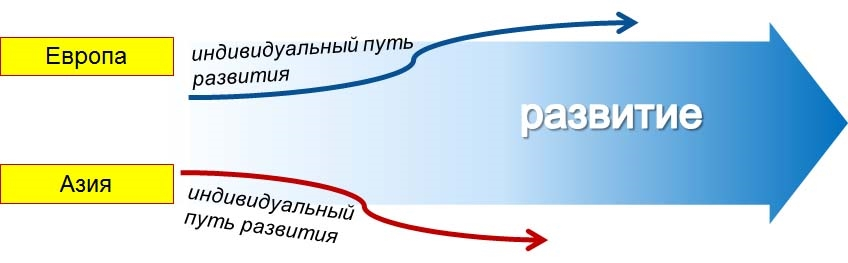 Европа
индивидуальный путь
развития
развитие
Азия
индивидуальный
путь развития